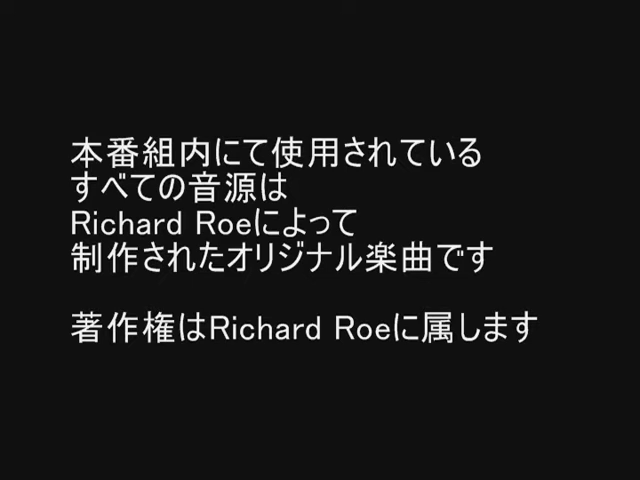 本番組内にて使用されている
すべての音源は
Richard Roeによって
制作されたオリジナル楽曲です
著作権はRichard Roeに属します